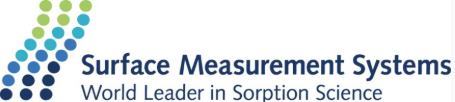 Surface Measurement Systems
World Leader in Sorption Science